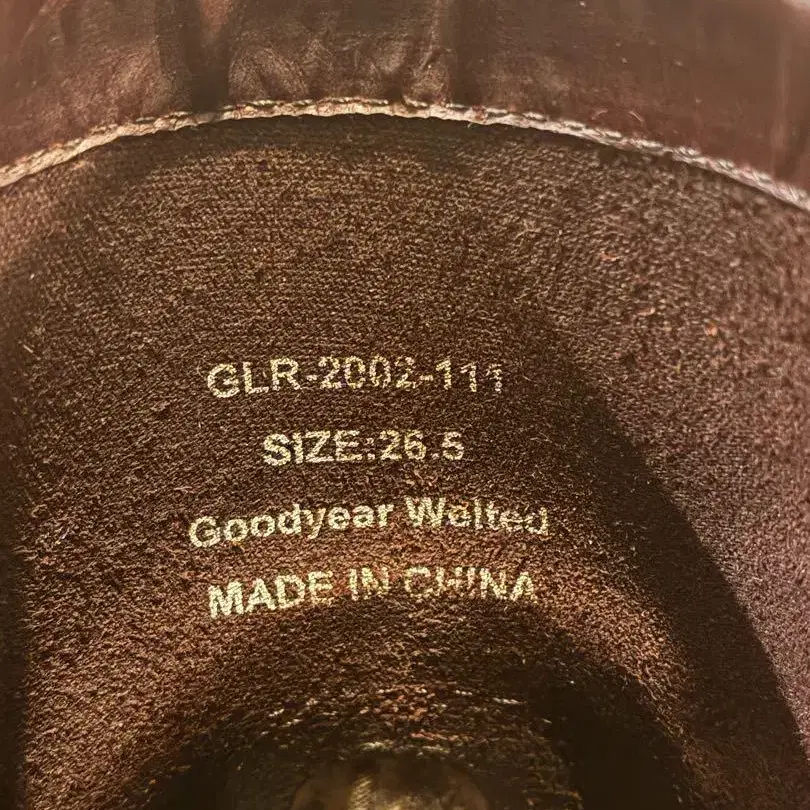 GLR-2002-111
SIZE:26.5
Goodyear Welted
MADE IN CHINA